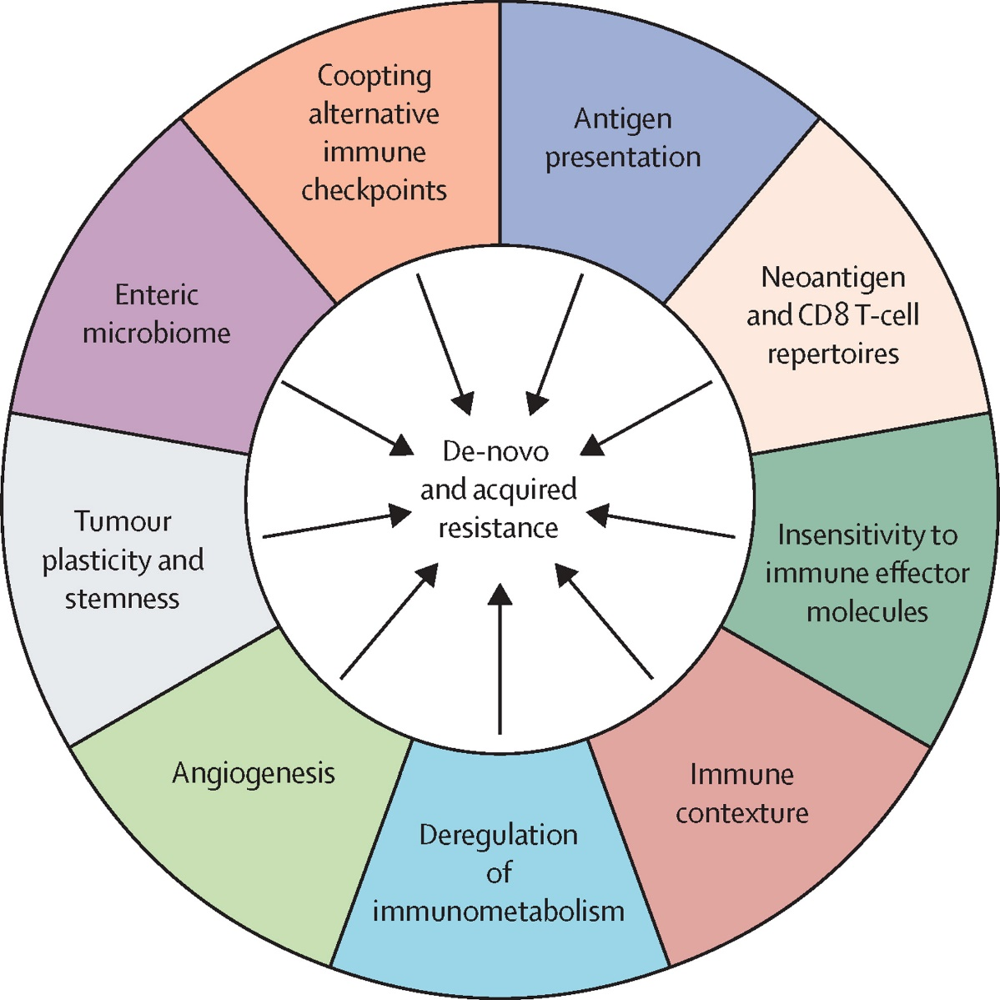 Coopting
alternative
immune
checkpoints
Antigen
presentation
Neoantigen
and CD8 T-cell
repertoires
Insensitivity to
immune effector
molecules
Immune
contexture
Deregulation
of
immunometabolism
Angiogenesis
Tumour
plasticity and
stemness
Enteric
microbiome
De-novo
and acquired
resistance